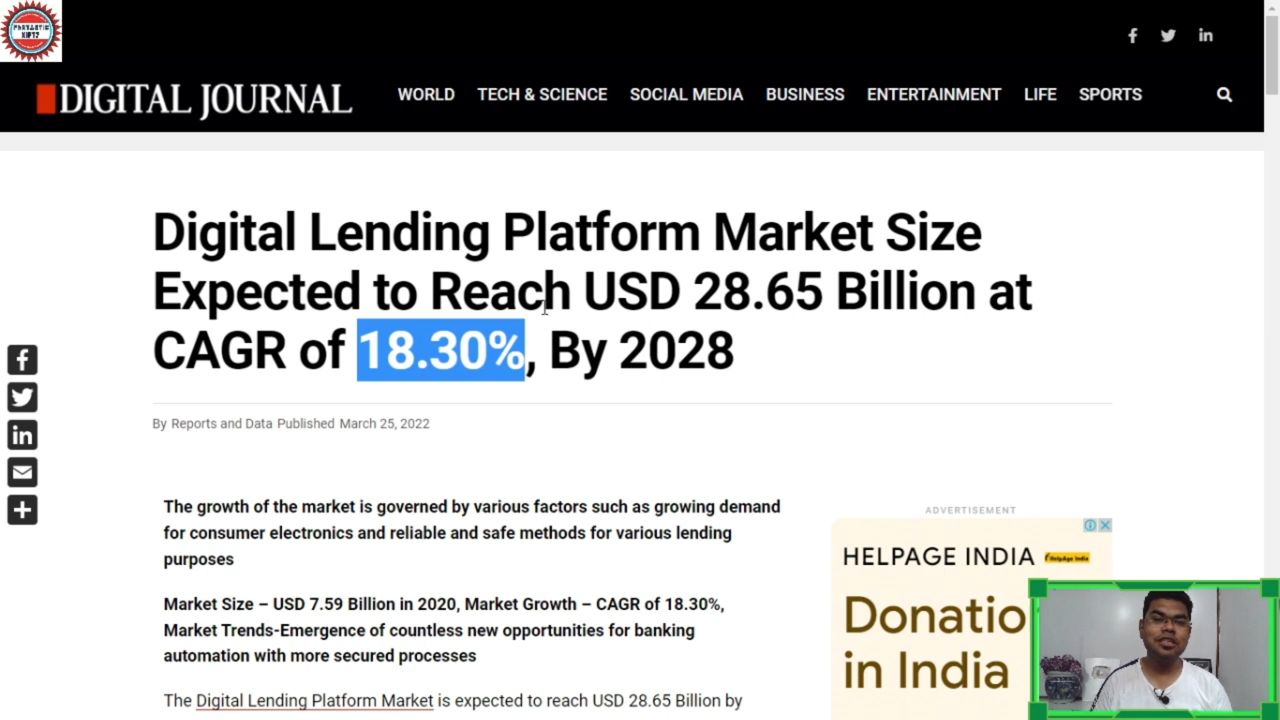 FANTASTIC
DIGITAL JOURNAL
WORLD TECH & SCIENCE SOCIAL MEDIA BUSINESS ENTERTAINMENT LIFE SPORTS
Digital Lending Platform Market Size
Expected to Reach USD 28.65 Billion at
CAGR of 18.30%, By 2028
By Reports and Data Published March 25, 2022
The growth of the market is governed by various factors such as growing demand
for consumer electronics and reliable and safe methods for various lending
purposes
Market Size – USD 7.59 Billion in 2020, Market Growth – CAGR of 18.30%,
Market Trends-Emergence of countless new opportunities for banking
automation with more secured processes
The Digital Lending Platform Market is expected to reach USD 28.65 Billion by
ADVERTISEMENT
HELPAGE INDIA HelpAge India
Donatio
in India